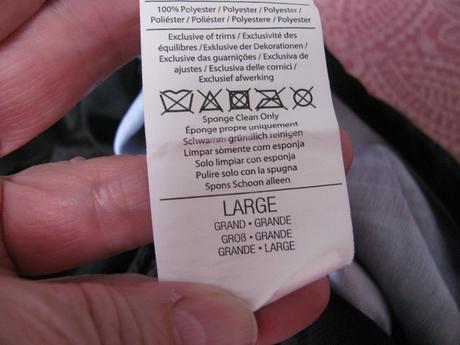 100% Polyester / Polyester / Polyester /
Poliéster / Poliéster / Polyestere / Polyester
Exclusive of trims / Exclusivité des
équilibres / Exklusive der Dekorationen /
Exclusive das guarnições / Exclusiva de
ajustes / Esclusiva delle cornici /
Exclusief afwerking
Sponge Clean Only
Éponge propre uniquement
Schwamm gründlich reinigen
Limpar sòmente com esponja
Solo limpiar con esponja
Pulire solo con la spugna
Spons Schoon alleen
LARGE
GRAND • GRANDE
GROß • GRANDE
GRANDE • LARGE